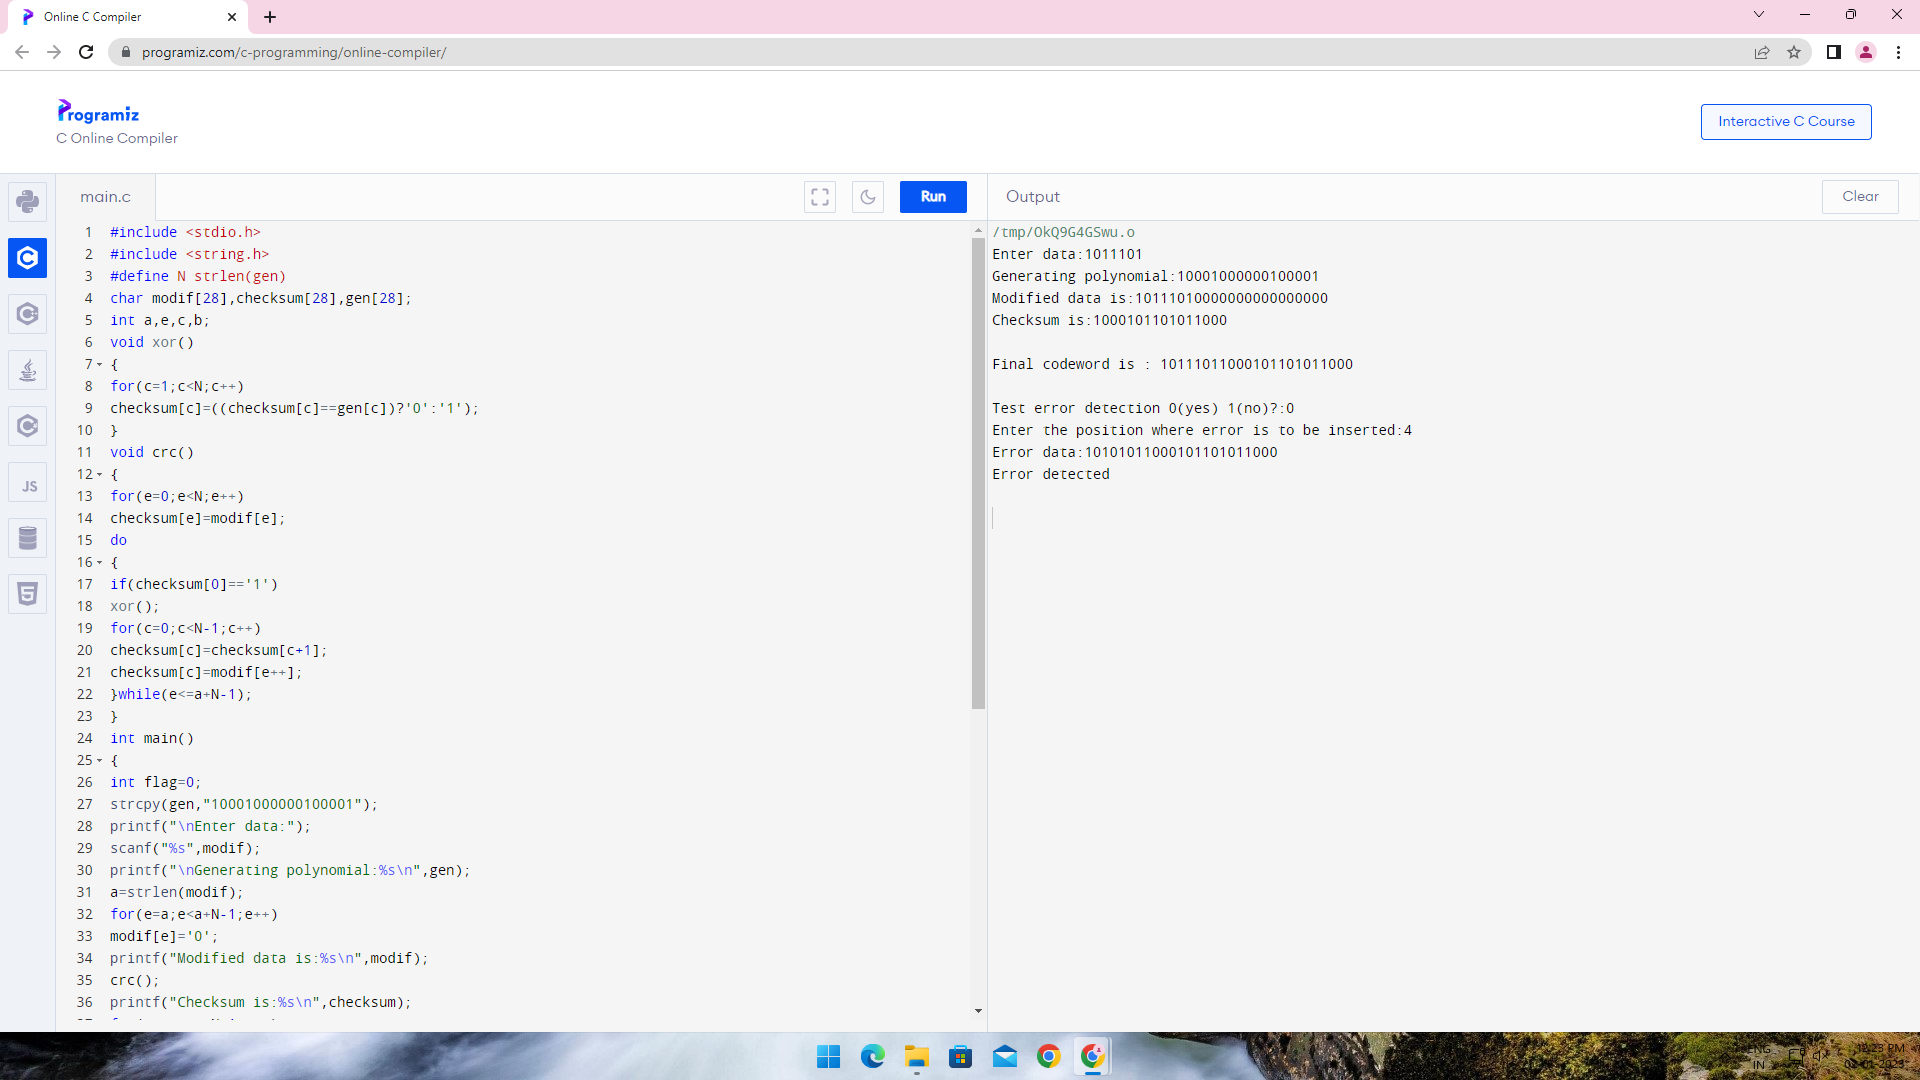 Online C Compiler
programiz.com/c-programming/online-compiler/
Programiz
C Online Compiler
Interactive C Course
main.c
Run
Output
Clear
1 #include <stdio.h>
2 #include <string.h>
3 #define N strlen(gen)
4 char modif[28],checksum[28],gen[28];
5 int a,e,c,b;
6 void xor()
7 {
8 for(c=1;c<N;c++)
9 checksum[c]=((checksum[c]==gen[c])?'0':'1');
10 }
11 void crc()
12 {
13 for(e=0;e<N;e++)
14 checksum[e]=modif[e];
15 do
16 {
17 if(checksum[0]=='1')
18 xor();
19 for(c=0;c<N-1;c++)
20 checksum[c]=checksum[c+1];
21 checksum[c]=modif[e++];
22 }while(e<=a+N-1);
23 }
24 int main()
25 {
26 int flag=0;
27 strcpy(gen,"10001000000100001");
28 printf("\nEnter data:");
29 scanf("%s",modif);
30 printf("\nGenerating polynomial:%s\n",gen);
31 a=strlen(modif);
32 for(e=a;e<a+N-1;e++)
33 modif[e]='0';
34 printf("Modified data is:%s\n",modif);
35 crc();
36 printf("Checksum is:%s\n",checksum);
/tmp/OkQ9G4GSwu.o
Enter data:1011101
Generating polynomial:10001000000100001
Modified data is:10111010000000000000000
Checksum is:1000101101011000
Final codeword is : 10111011000101101011000
Test error detection 0(yes) 1(no)?:0
Enter the position where error is to be inserted:4
Error data:10101011000101101011000
Error detected
JS
ENG
IN
12:23 PM